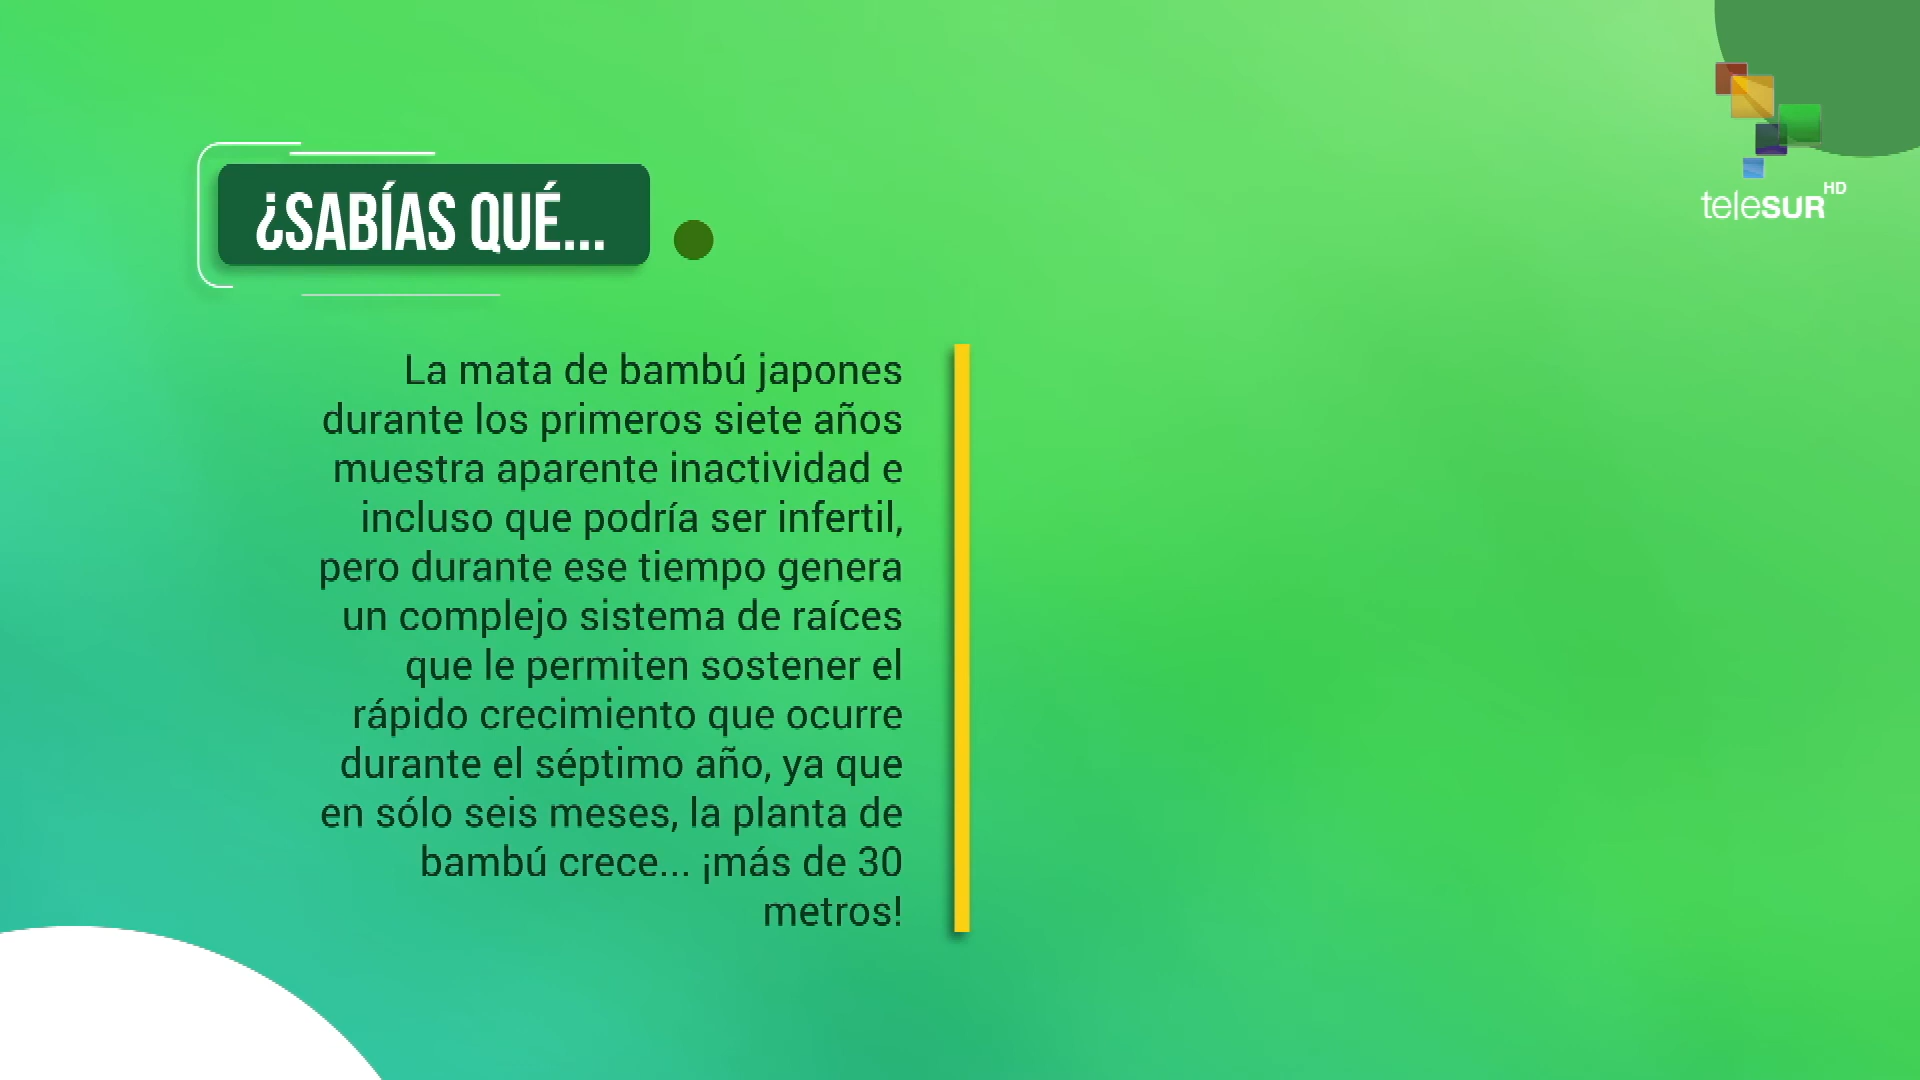 ¿SABÍAS QUÉ...
teleSUR HD
La mata de bambú japones
durante los primeros siete años
muestra aparente inactividad e
incluso que podría ser infertil,
pero durante ese tiempo genera
un complejo sistema de raíces
que le permiten sostener el
rápido crecimiento que ocurre
durante el séptimo año, ya que
en sólo seis meses, la planta de
bambú crece... ¡más de 30
metros!